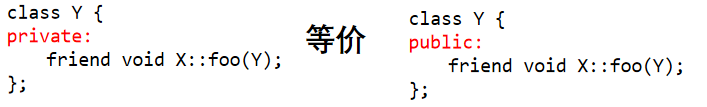 class Y {
private:
    friend void X::foo(Y);
};
等价
class Y {
public:
    friend void X::foo(Y);
};